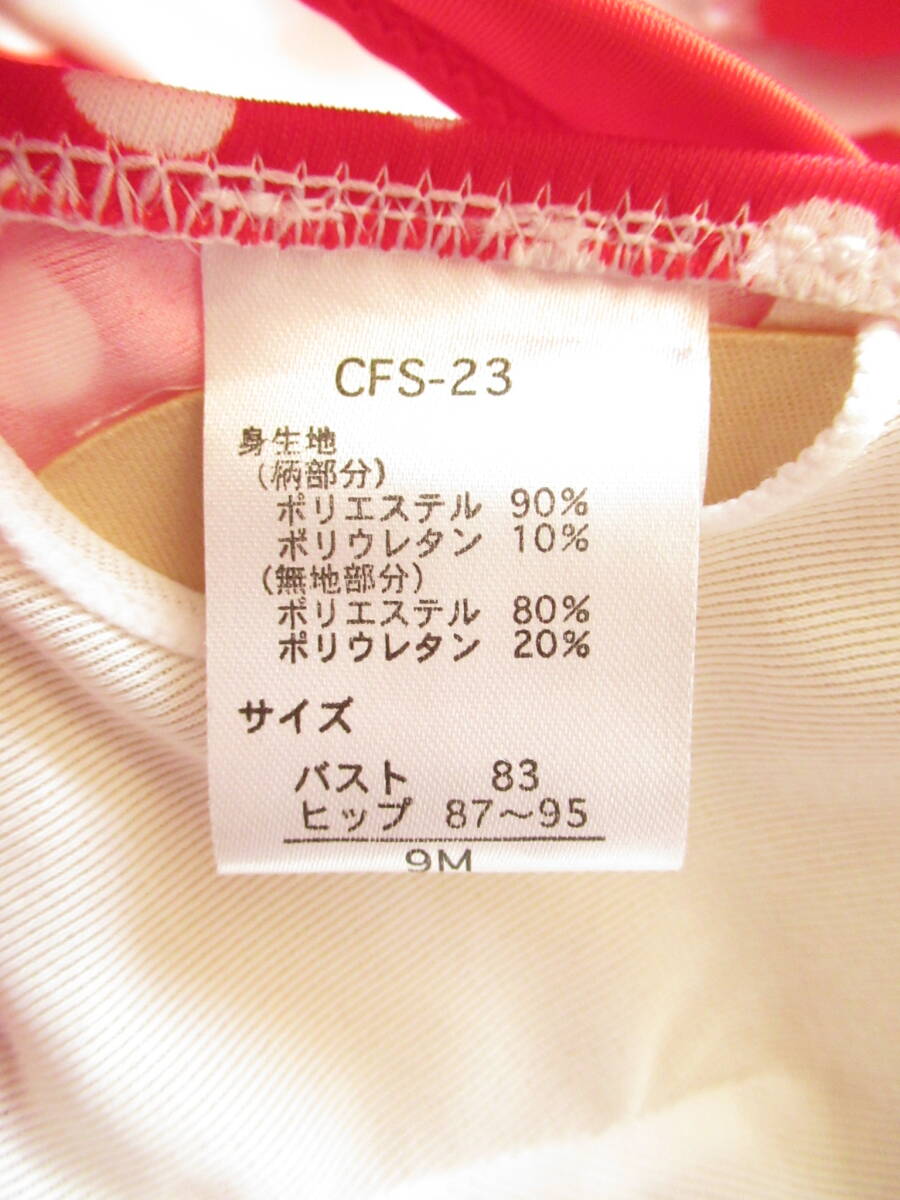 CFS-23
身生地
(柄部分)
ポリエステル 90%
ポリウレタン 10%
(無地部分)
ポリエステル 80%
ポリウレタン 20%
サイズ
バスト 83
ヒップ 87～95
9M